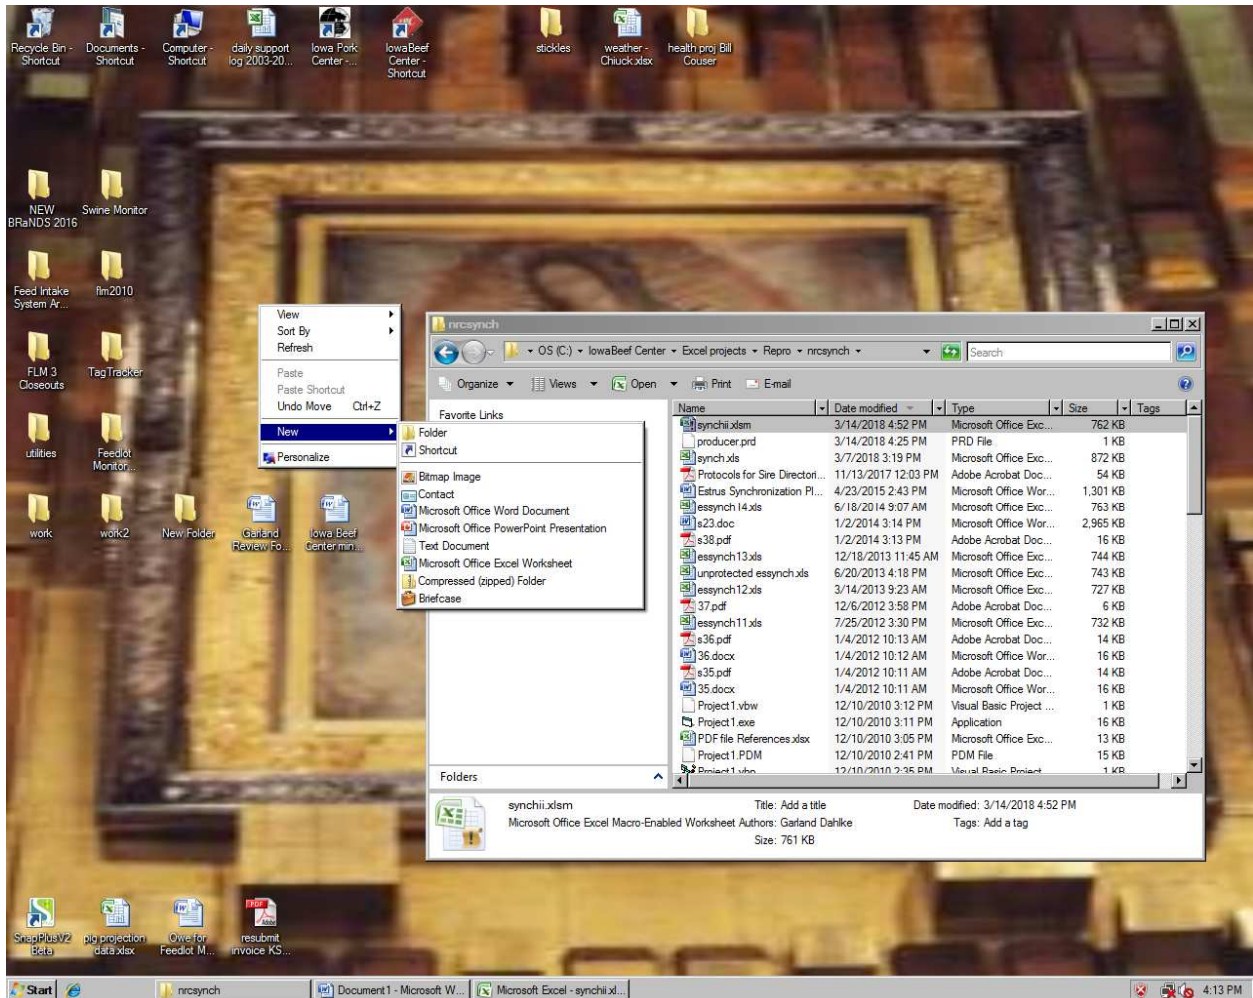 Recycle Bin -
Shortcut
Documents -
Shortcut
Computer -
Shortcut
daily support
log 2003-20...
Iowa Pork
Center -...
IowaBeef
Center -
Shortcut
stickles
weather -
Chiuck.xlsx
health proj Bill
Couser
NEW
BRaNDS 2016
Swine Monitor
Feed Intake
System Ar...
flm2010
FLM 3
Closeouts
TagTracker
utilities
Feedlot
Monitor...
work
work2
New Folder
Garland
Review Fo...
Iowa Beef
Center min...
View
Sort By
Refresh
Paste
Paste Shortcut
Undo Move Ctrl+Z
New
Personalize
Folder
Shortcut
Bitmap Image
Contact
Microsoft Office Word Document
Microsoft Office PowerPoint Presentation
Text Document
Microsoft Office Excel Worksheet
Compressed (zipped) Folder
Briefcase
nrcsynch
OS (C:) IowaBeef Center Excel projects Repro nrcsynch Search
Organize Views Open Print E-mail
Favorite Links
Name Date modified Type Size Tags
synchii.xlsm 3/14/2018 4:52 PM Microsoft Office Exc... 762 KB
producer.prd 3/14/2018 4:25 PM PRD File 1 KB
synch.xls 3/7/2018 3:19 PM Microsoft Office Exc... 872 KB
Protocols for Sire Directori... 11/13/2017 12:03 PM Adobe Acrobat Doc... 54 KB
Estrus Synchronization Pl... 4/23/2015 2:43 PM Microsoft Office Wor... 1,301 KB
essynch14.xls 6/18/2014 9:07 AM Microsoft Office Exc... 763 KB
s23.doc 1/2/2014 3:14 PM Microsoft Office Wor... 2,965 KB
s38.pdf 1/2/2014 3:13 PM Adobe Acrobat Doc... 16 KB
essynch13.xls 12/18/2013 11:45 AM Microsoft Office Exc... 744 KB
unprotected essynch.xls 6/20/2013 4:18 PM Microsoft Office Exc... 743 KB
essynch12.xls 3/14/2013 9:23 AM Microsoft Office Exc... 727 KB
37.pdf 12/6/2012 3:58 PM Adobe Acrobat Doc... 6 KB
essynch11.xls 7/25/2012 3:30 PM Microsoft Office Exc... 732 KB
s36.pdf 1/4/2012 10:13 AM Adobe Acrobat Doc... 14 KB
36.docx 1/4/2012 10:12 AM Microsoft Office Wor... 16 KB
s35.pdf 1/4/2012 10:11 AM Adobe Acrobat Doc... 14 KB
35.docx 1/4/2012 10:11 AM Microsoft Office Wor... 16 KB
Project1.vbw 12/10/2010 3:12 PM Visual Basic Project ... 1 KB
Project1.exe 12/10/2010 3:11 PM Application 16 KB
PDF file References.xlsx 12/10/2010 3:05 PM Microsoft Office Exc... 13 KB
Project1.PDM 12/10/2010 2:41 PM PDM File 15 KB
Project1.vbp 12/10/2010 2:35 PM Visual Basic Project 1 KB
Folders
synchii.xlsm Title: Add a title Date modified: 3/14/2018 4:52 PM
Microsoft Office Excel Macro-Enabled Worksheet Authors: Garland Dahlke Tags: Add a tag
Size: 761 KB
SnapPlusV2
Beta
pig projection
data.xlsx
Owe for
Feedlot M...
resubmit
invoice KS...
Start nrcsynch Document1 - Microsoft W... Microsoft Excel - synchii.xl... 4:13 PM